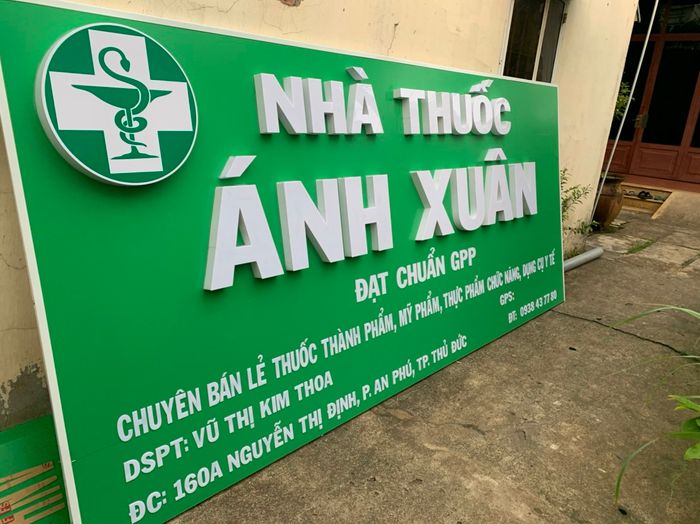 NHÀ THUỐC
ÁNH XUÂN
ĐẠT CHUẨN GPP
CHUYÊN BÁN LẺ THUỐC THÀNH PHẨM, MỸ PHẨM, THỰC PHẨM CHỨC NĂNG, DỤNG CỤ Y TẾ
DSPT: VŨ THỊ KIM THOA
GPS:
ĐC: 160A NGUYỄN THỊ ĐỊNH, P. AN PHÚ, TP. THỦ ĐỨC
ĐT: 0938 43 77 80